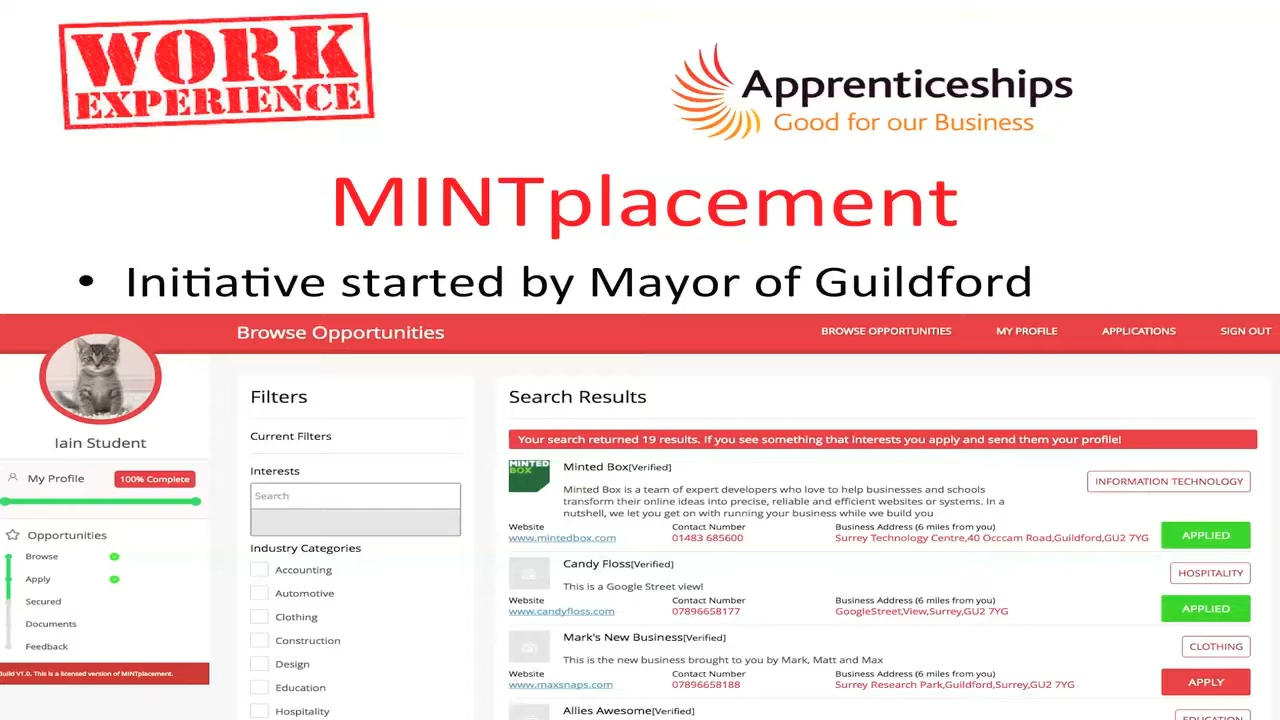 WORK
EXPERIENCE
Apprenticeships
Good for our Business
MINTplacement
• Initiative started by Mayor of Guildford
Browse Opportunities
BROWSE OPPORTUNITIES
MY PROFILE
APPLICATIONS
SIGN OUT
Iain Student
My Profile
100% Complete
Opportunities
Browse
Apply
Secured
Documents
Feedback
Build V1.0. This is a licensed version of MINTplacement.
Filters
Current Filters
Interests
Search
Industry Categories
Accounting
Automotive
Clothing
Construction
Design
Education
Hospitality
Search Results
Your search returned 19 results. If you see something that interests you apply and send them your profile!
MINTED
BOX
Minted Box[Verified]
INFORMATION TECHNOLOGY
Minted Box is a team of expert developers who love to help businesses and schools
transform their online ideas into precise, reliable and efficient websites or systems. In a
nutshell, we let you get on with running your business while we build you
Website
Contact Number
Business Address (6 miles from you)
www.mintedbox.com
01483 685600
Surrey Technology Centre,40 Occcam Road,Guildford,GU2 7YG
APPLIED
Candy Floss[Verified]
HOSPITALITY
This is a Google Street view!
Website
Contact Number
Business Address (6 miles from you)
www.candyfloss.com
07896658177
GoogleStreet,View,Surrey,GU2 7YG
APPLIED
Mark's New Business[Verified]
CLOTHING
This is the new business brought to you by Mark, Matt and Max
Website
Contact Number
Business Address (6 miles from you)
www.maxsnaps.com
07896658188
Surrey Research Park,Guildford,Surrey,GU2 7YG
APPLY
Allies Awesome[Verified]
EDUCATION